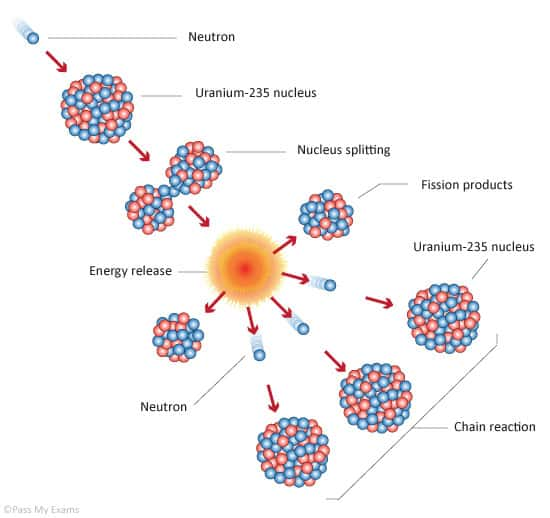 Neutron
Uranium-235 nucleus
Nucleus splitting
Fission products
Uranium-235 nucleus
Energy release
Neutron
Chain reaction
©Pass My Exams